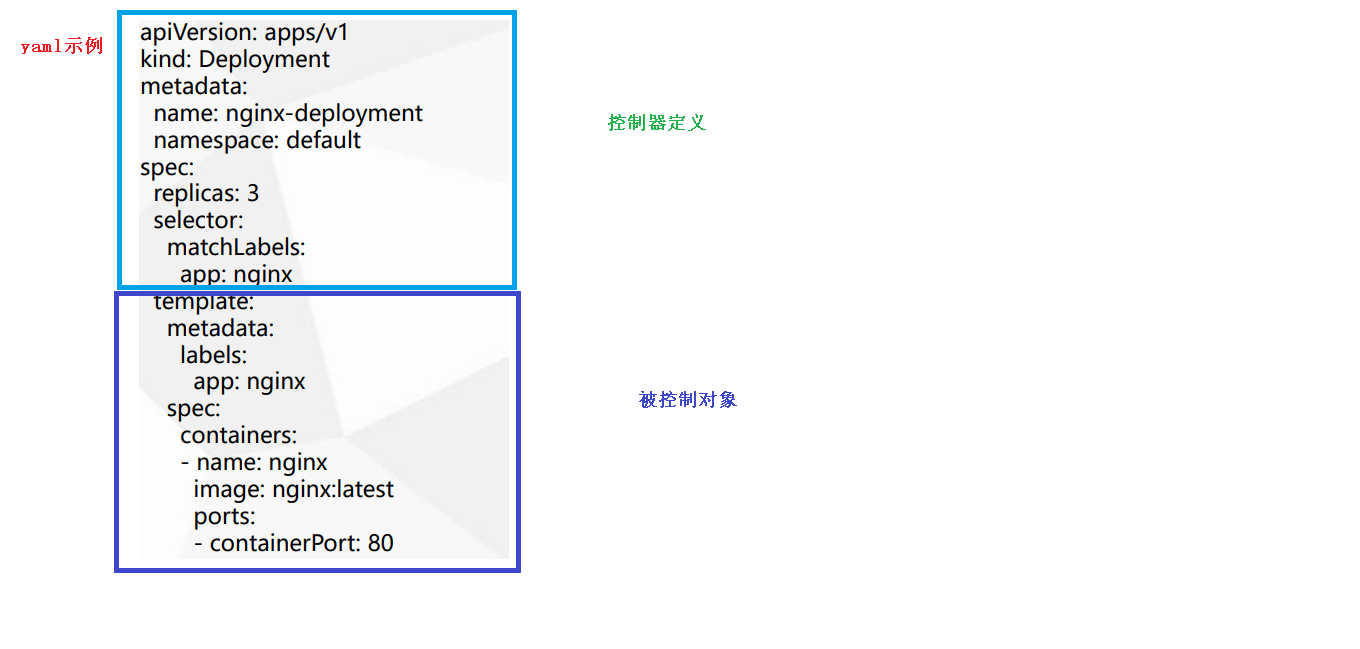 yaml示例
apiVersion: apps/v1
kind: Deployment
metadata:
  name: nginx-deployment
  namespace: default
控制器定义
spec:
  replicas: 3
  selector:
    matchLabels:
      app: nginx
  template:
    metadata:
      labels:
        app: nginx
被控制对象
    spec:
      containers:
      - name: nginx
        image: nginx:latest
        ports:
        - containerPort: 80